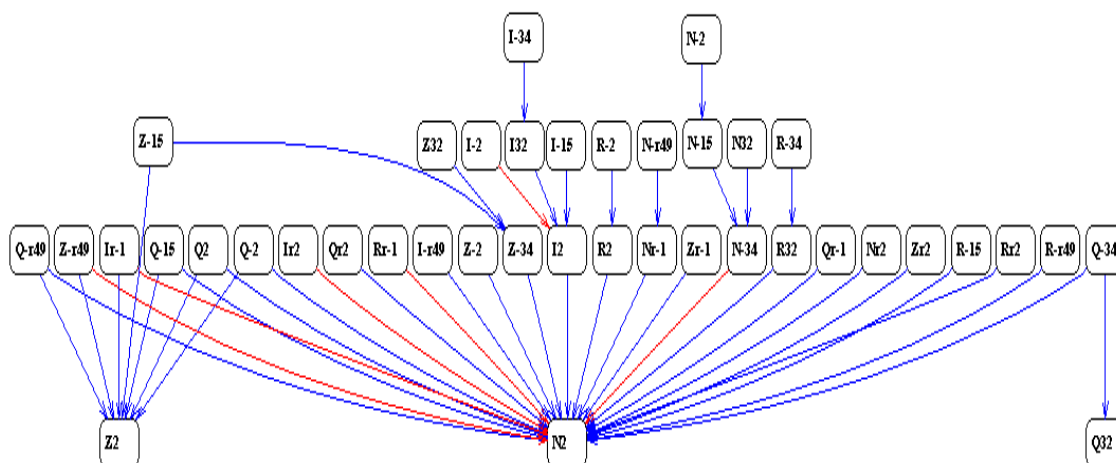 I-34
N-2
Z-15
Z32
I-2
I32
I-15
R-2
N-r49
N-15
N32
R-34
Q-r49
Z-r49
Ir-1
Q-15
Q2
Q-2
Ir2
Qr2
Rr-1
I-r49
Z-2
Z-34
I2
R2
Nr-1
Zr-1
N-34
R32
Qr-1
Nr2
Zr2
R-15
Rr2
R-r49
Q-34
Z2
N2
Q32